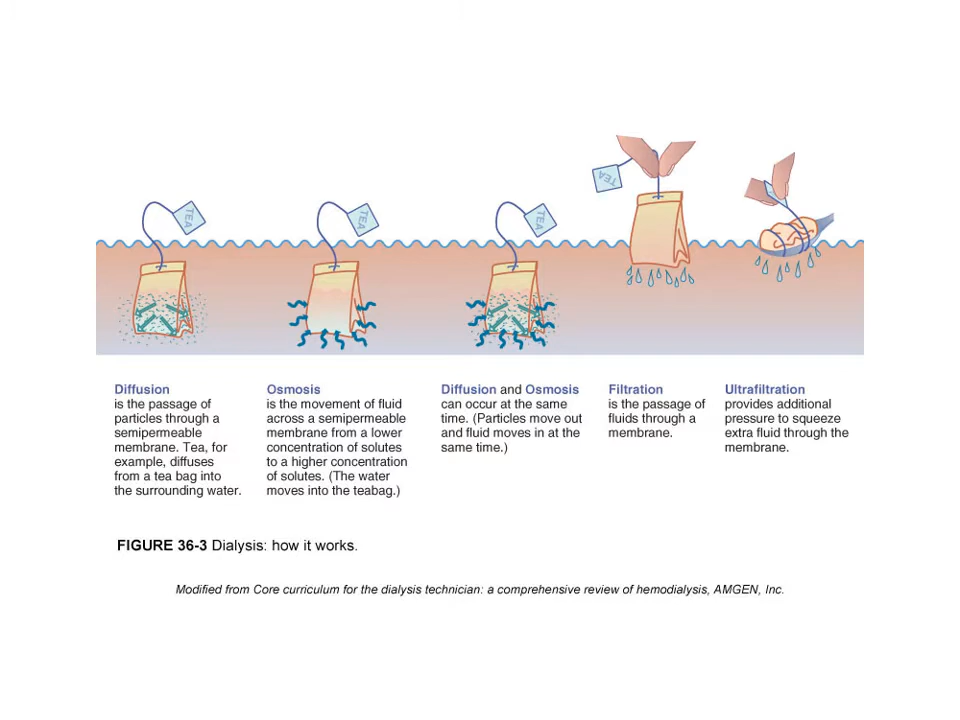 TEA
TEA
TEA
TEA
Diffusion
is the passage of
particles through a
semipermeable
membrane. Tea, for
example, diffuses
from a tea bag into
the surrounding water.
Osmosis
is the movement of fluid
across a semipermeable
membrane from a lower
concentration of solutes
to a higher concentration
of solutes. (The water
moves into the teabag.)
Diffusion and Osmosis
can occur at the same
time. (Particles move out
and fluid moves in at the
same time.)
Filtration
is the passage of
fluids through a
membrane.
Ultrafiltration
provides additional
pressure to squeeze
extra fluid through the
membrane.
FIGURE 36-3 Dialysis: how it works.
Modified from Core curriculum for the dialysis technician: a comprehensive review of hemodialysis, AMGEN, Inc.